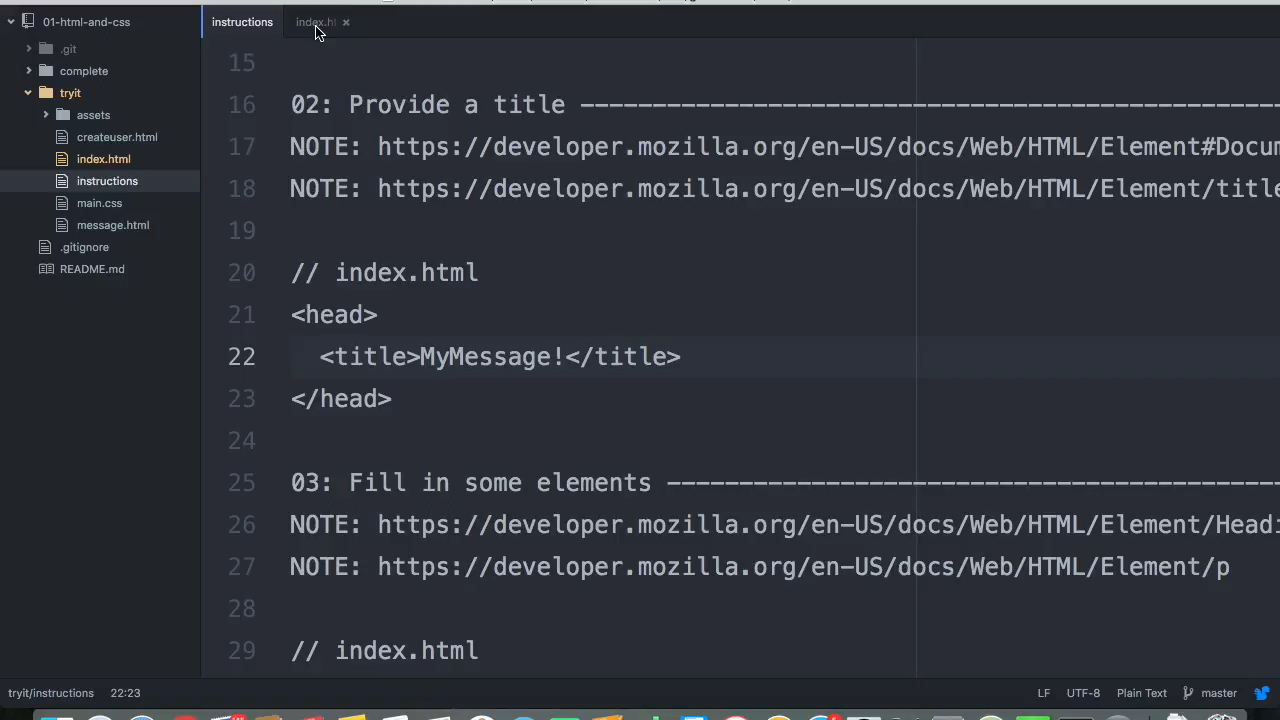 01-html-and-css
.git
complete
tryit
assets
createuser.html
index.html
instructions
main.css
message.html
.gitignore
README.md
instructions
index.ht
15
16 02: Provide a title ————————————————
17 NOTE: https://developer.mozilla.org/en-US/docs/Web/HTML/Element#Docum
18 NOTE: https://developer.mozilla.org/en-US/docs/Web/HTML/Element/title
19
20 // index.html
21 <head>
22 <title>MyMessage!</title>
23 </head>
24
25 03: Fill in some elements ————————————————
26 NOTE: https://developer.mozilla.org/en-US/docs/Web/HTML/Element/Headi
27 NOTE: https://developer.mozilla.org/en-US/docs/Web/HTML/Element/p
28
29 // index.html
tryit/instructions 22:23 LF UTF-8 Plain Text master